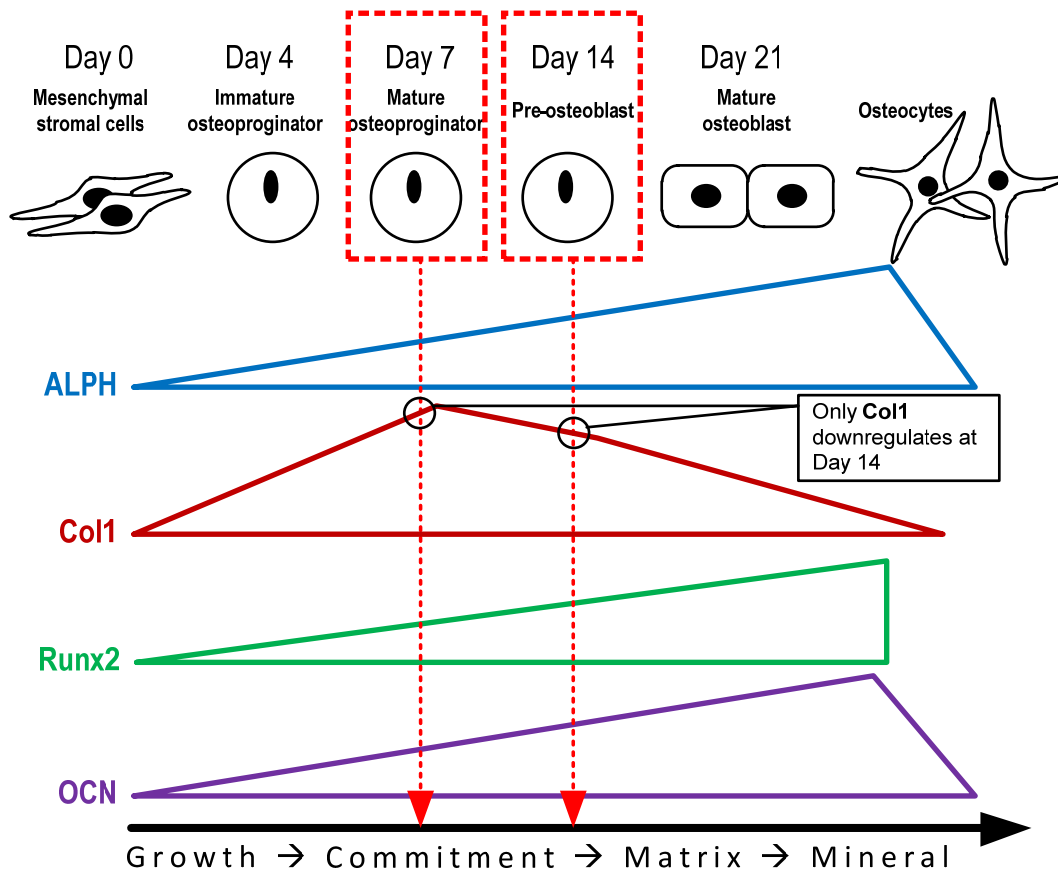 Day 0
Mesenchymal
stromal cells
Day 4
Immature
osteoproginator
Day 7
Mature
osteoproginator
Day 14
Pre-osteoblast
Day 21
Mature
osteoblast
Osteocytes
ALPH
Only Col1
downregulates at
Day 14
Col1
Runx2
OCN
Growth → Commitment → Matrix → Mineral